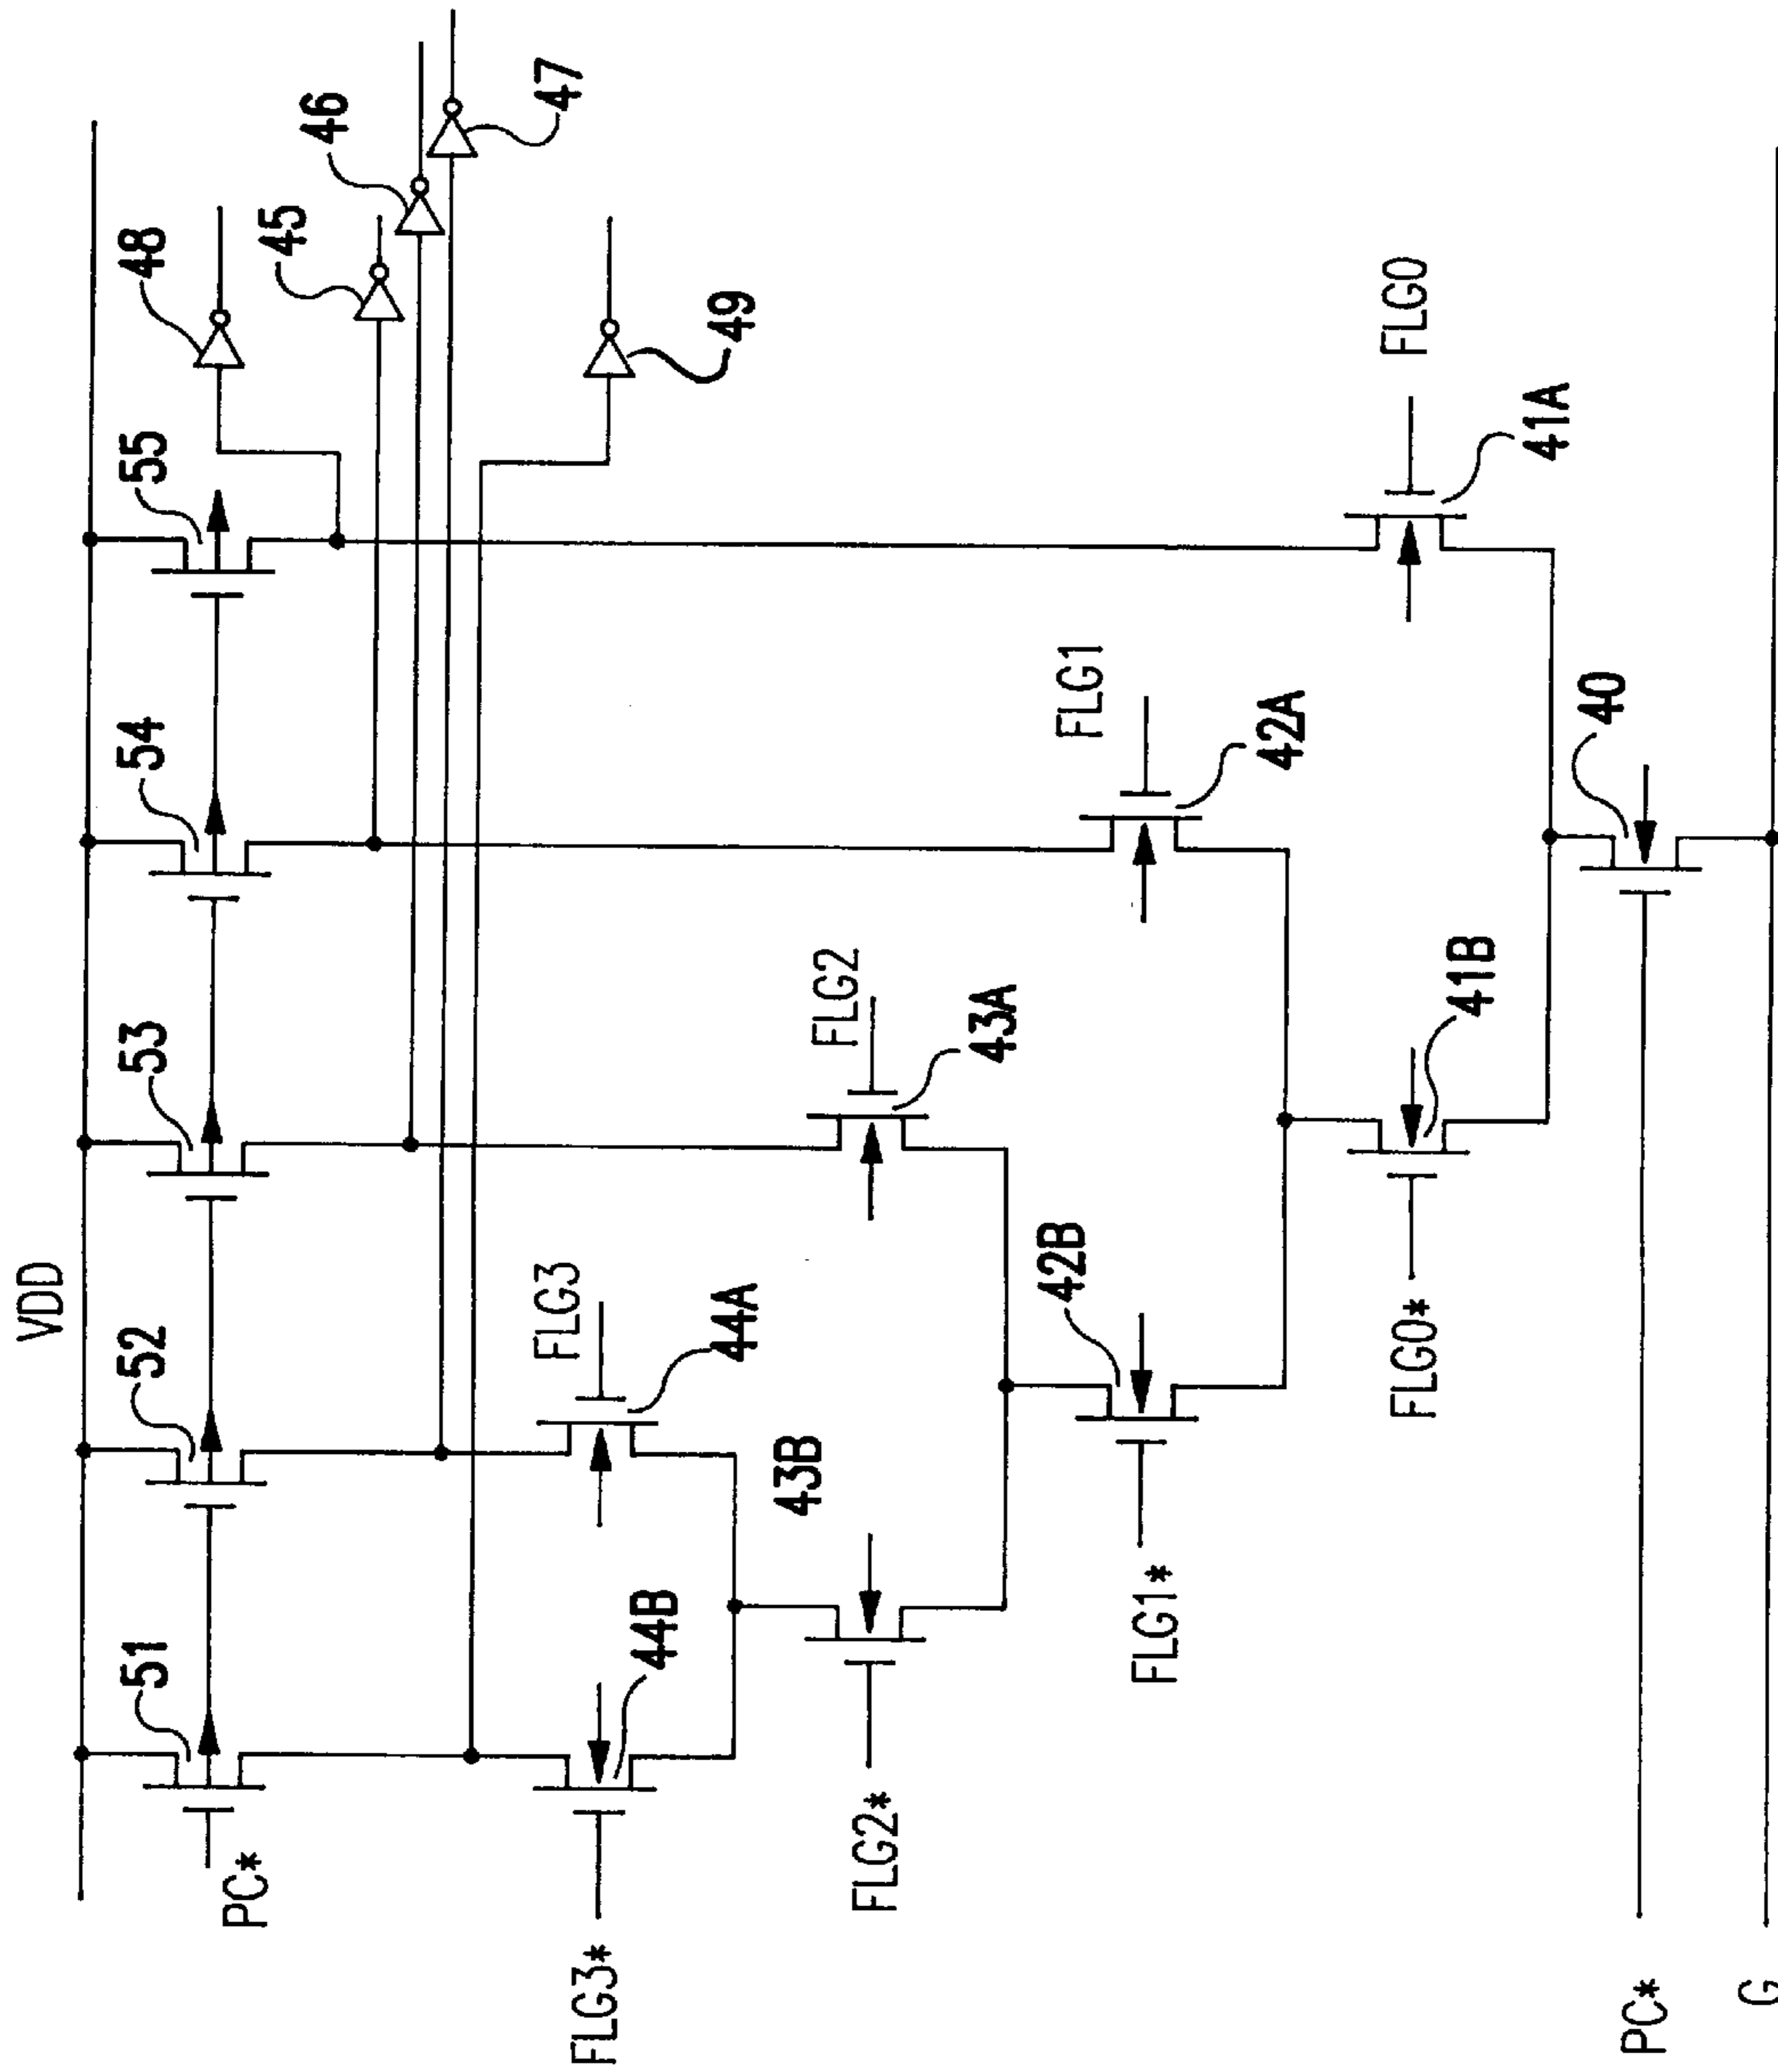 VDD
51
52
53
54
55
48
45
46
47
49
PC*
FLG3*
44B
FLG3
44A
FLG2*
43B
FLG2
43A
FLG1*
42B
FLG1
42A
FLG0*
41B
FLG0
41A
PC*
40
G